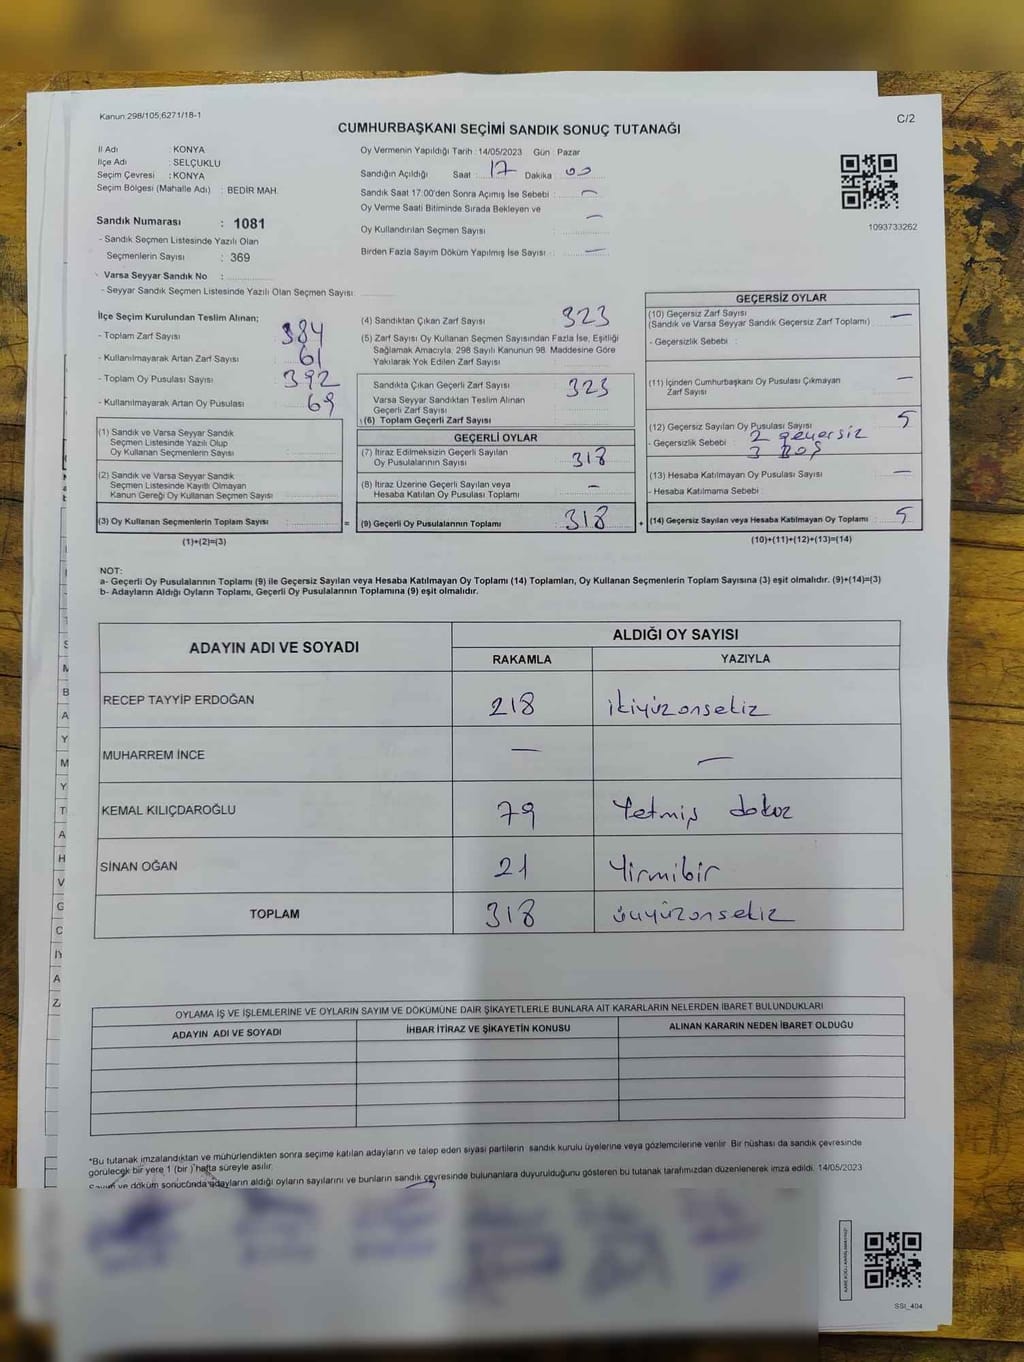 Kanun:298/105;6271/18-1
C/2
CUMHURBAŞKANI SEÇİMİ SANDIK SONUÇ TUTANAĞI
İl Adı : KONYA
İlçe Adı : SELÇUKLU
Seçim Çevresi : KONYA
Seçim Bölgesi (Mahalle Adı) : BEDİR MAH.
Sandık Numarası : 1081
- Sandık Seçmen Listesinde Yazılı Olan
Seçmenlerin Sayısı : 369
- Varsa Seyyar Sandık No :
- Seyyar Sandık Seçmen Listesinde Yazılı Olan Seçmen Sayısı:
Oy Vermenin Yapıldığı Tarih : 14/05/2023 Gün : Pazar
Sandığın Açıldığı Saat : 17 Dakika : 00
Sandık Saat 17:00'den Sonra Açımış İse Sebebi : —
Oy Verme Saati Bitiminde Sırada Bekleyen ve
Oy Kullandırılan Seçmen Sayısı : —
Birden Fazla Sayım Döküm Yapılmış İse Sayısı : —
1093733262
İlçe Seçim Kurulundan Teslim Alınan;
- Toplam Zarf Sayısı 384
- Kullanılmayarak Artan Zarf Sayısı 61
- Toplam Oy Pusulası Sayısı 392
- Kullanılmayarak Artan Oy Pusulası 69
(1) Sandık ve Varsa Seyyar Sandık
Seçmen Listesinde Yazılı Olup
Oy Kullanan Seçmenlerin Sayısı :
(2) Sandık ve Varsa Seyyar Sandık
Seçmen Listesinde Kayıtlı Olmayan
Kanun Gereği Oy Kullanan Seçmen Sayısı :
(3) Oy Kullanan Seçmenlerin Toplam Sayısı :
(1)+(2)=(3)
=
(4) Sandıktan Çıkan Zarf Sayısı 323
(5) Zarf Sayısı Oy Kullanan Seçmen Sayısından Fazla İse, Eşitliği
Sağlamak Amacıyla, 298 Sayılı Kanunun 98. Maddesine Göre
Yakılarak Yok Edilen Zarf Sayısı
Sandıkta Çıkan Geçerli Zarf Sayısı 323
Varsa Seyyar Sandıktan Teslim Alınan
Geçerli Zarf Sayısı
(6) Toplam Geçerli Zarf Sayısı
GEÇERLİ OYLAR
(7) İtiraz Edilmeksizin Geçerli Sayılan
Oy Pusulalarının Sayısı 318
(8) İtiraz Üzerine Geçerli Sayılan veya
Hesaba Katılan Oy Pusulası Toplamı —
(9) Geçerli Oy Pusulalarının Toplamı 318
+
GEÇERSİZ OYLAR
(10) Geçersiz Zarf Sayısı —
(Sandık ve Varsa Seyyar Sandık Geçersiz Zarf Toplamı)
- Geçersizlik Sebebi :
(11) İçinden Cumhurbaşkanı Oy Pusulası Çıkmayan —
Zarf Sayısı
(12) Geçersiz Sayılan Oy Pusulası Sayısı 5
- Geçersizlik Sebebi : 2 geçersiz
3 boş
(13) Hesaba Katılmayan Oy Pusulası Sayısı —
- Hesaba Katılmama Sebebi :
(14) Geçersiz Sayılan veya Hesaba Katılmayan Oy Toplamı : 5
(10)+(11)+(12)+(13)=(14)
NOT:
a- Geçerli Oy Pusulalarının Toplamı (9) ile Geçersiz Sayılan veya Hesaba Katılmayan Oy Toplamı (14) Toplamları, Oy Kullanan Seçmenlerin Toplam Sayısına (3) eşit olmalıdır. (9)+(14)=(3)
b- Adayların Aldığı Oyların Toplamı, Geçerli Oy Pusulalarının Toplamına (9) eşit olmalıdır.
ADAYIN ADI VE SOYADI
ALDIĞI OY SAYISI
RAKAMLA YAZIYLA
RECEP TAYYİP ERDOĞAN 218 ikiyüzonsekiz
MUHARREM İNCE — —
KEMAL KILIÇDAROĞLU 79 Yetmiş dokuz
SİNAN OĞAN 21 Yirmibir
TOPLAM 318 üçyüzonsekiz
OYLAMA İŞ VE İŞLEMLERİNE VE OYLARIN SAYIM VE DÖKÜMÜNE DAİR ŞİKAYETLERLE BUNLARA AİT KARARLARIN NELERDEN İBARET BULUNDUKLARI
ADAYIN ADI VE SOYADI İHBAR İTİRAZ VE ŞİKAYETİN KONUSU ALINAN KARARIN NEDEN İBARET OLDUĞU
*Bu tutanak imzalandıktan ve mühürlendikten sonra seçime katılan adayların ve talep eden siyasi partilerin sandık kurulu üyelerine veya gözlemcilerine verilir. Bir nüshası da sandık çevresinde
görülecek bir yere 1 (bir ) hafta süreyle asılır.
Sayım ve döküm sonucunda adayların aldığı oyların sayılarını ve bunların sandık çevresinde bulunanlara duyurulduğunu gösteren bu tutanak tarafımızdan düzenlenerek imza edildi. 14/05/2023
SSI_404